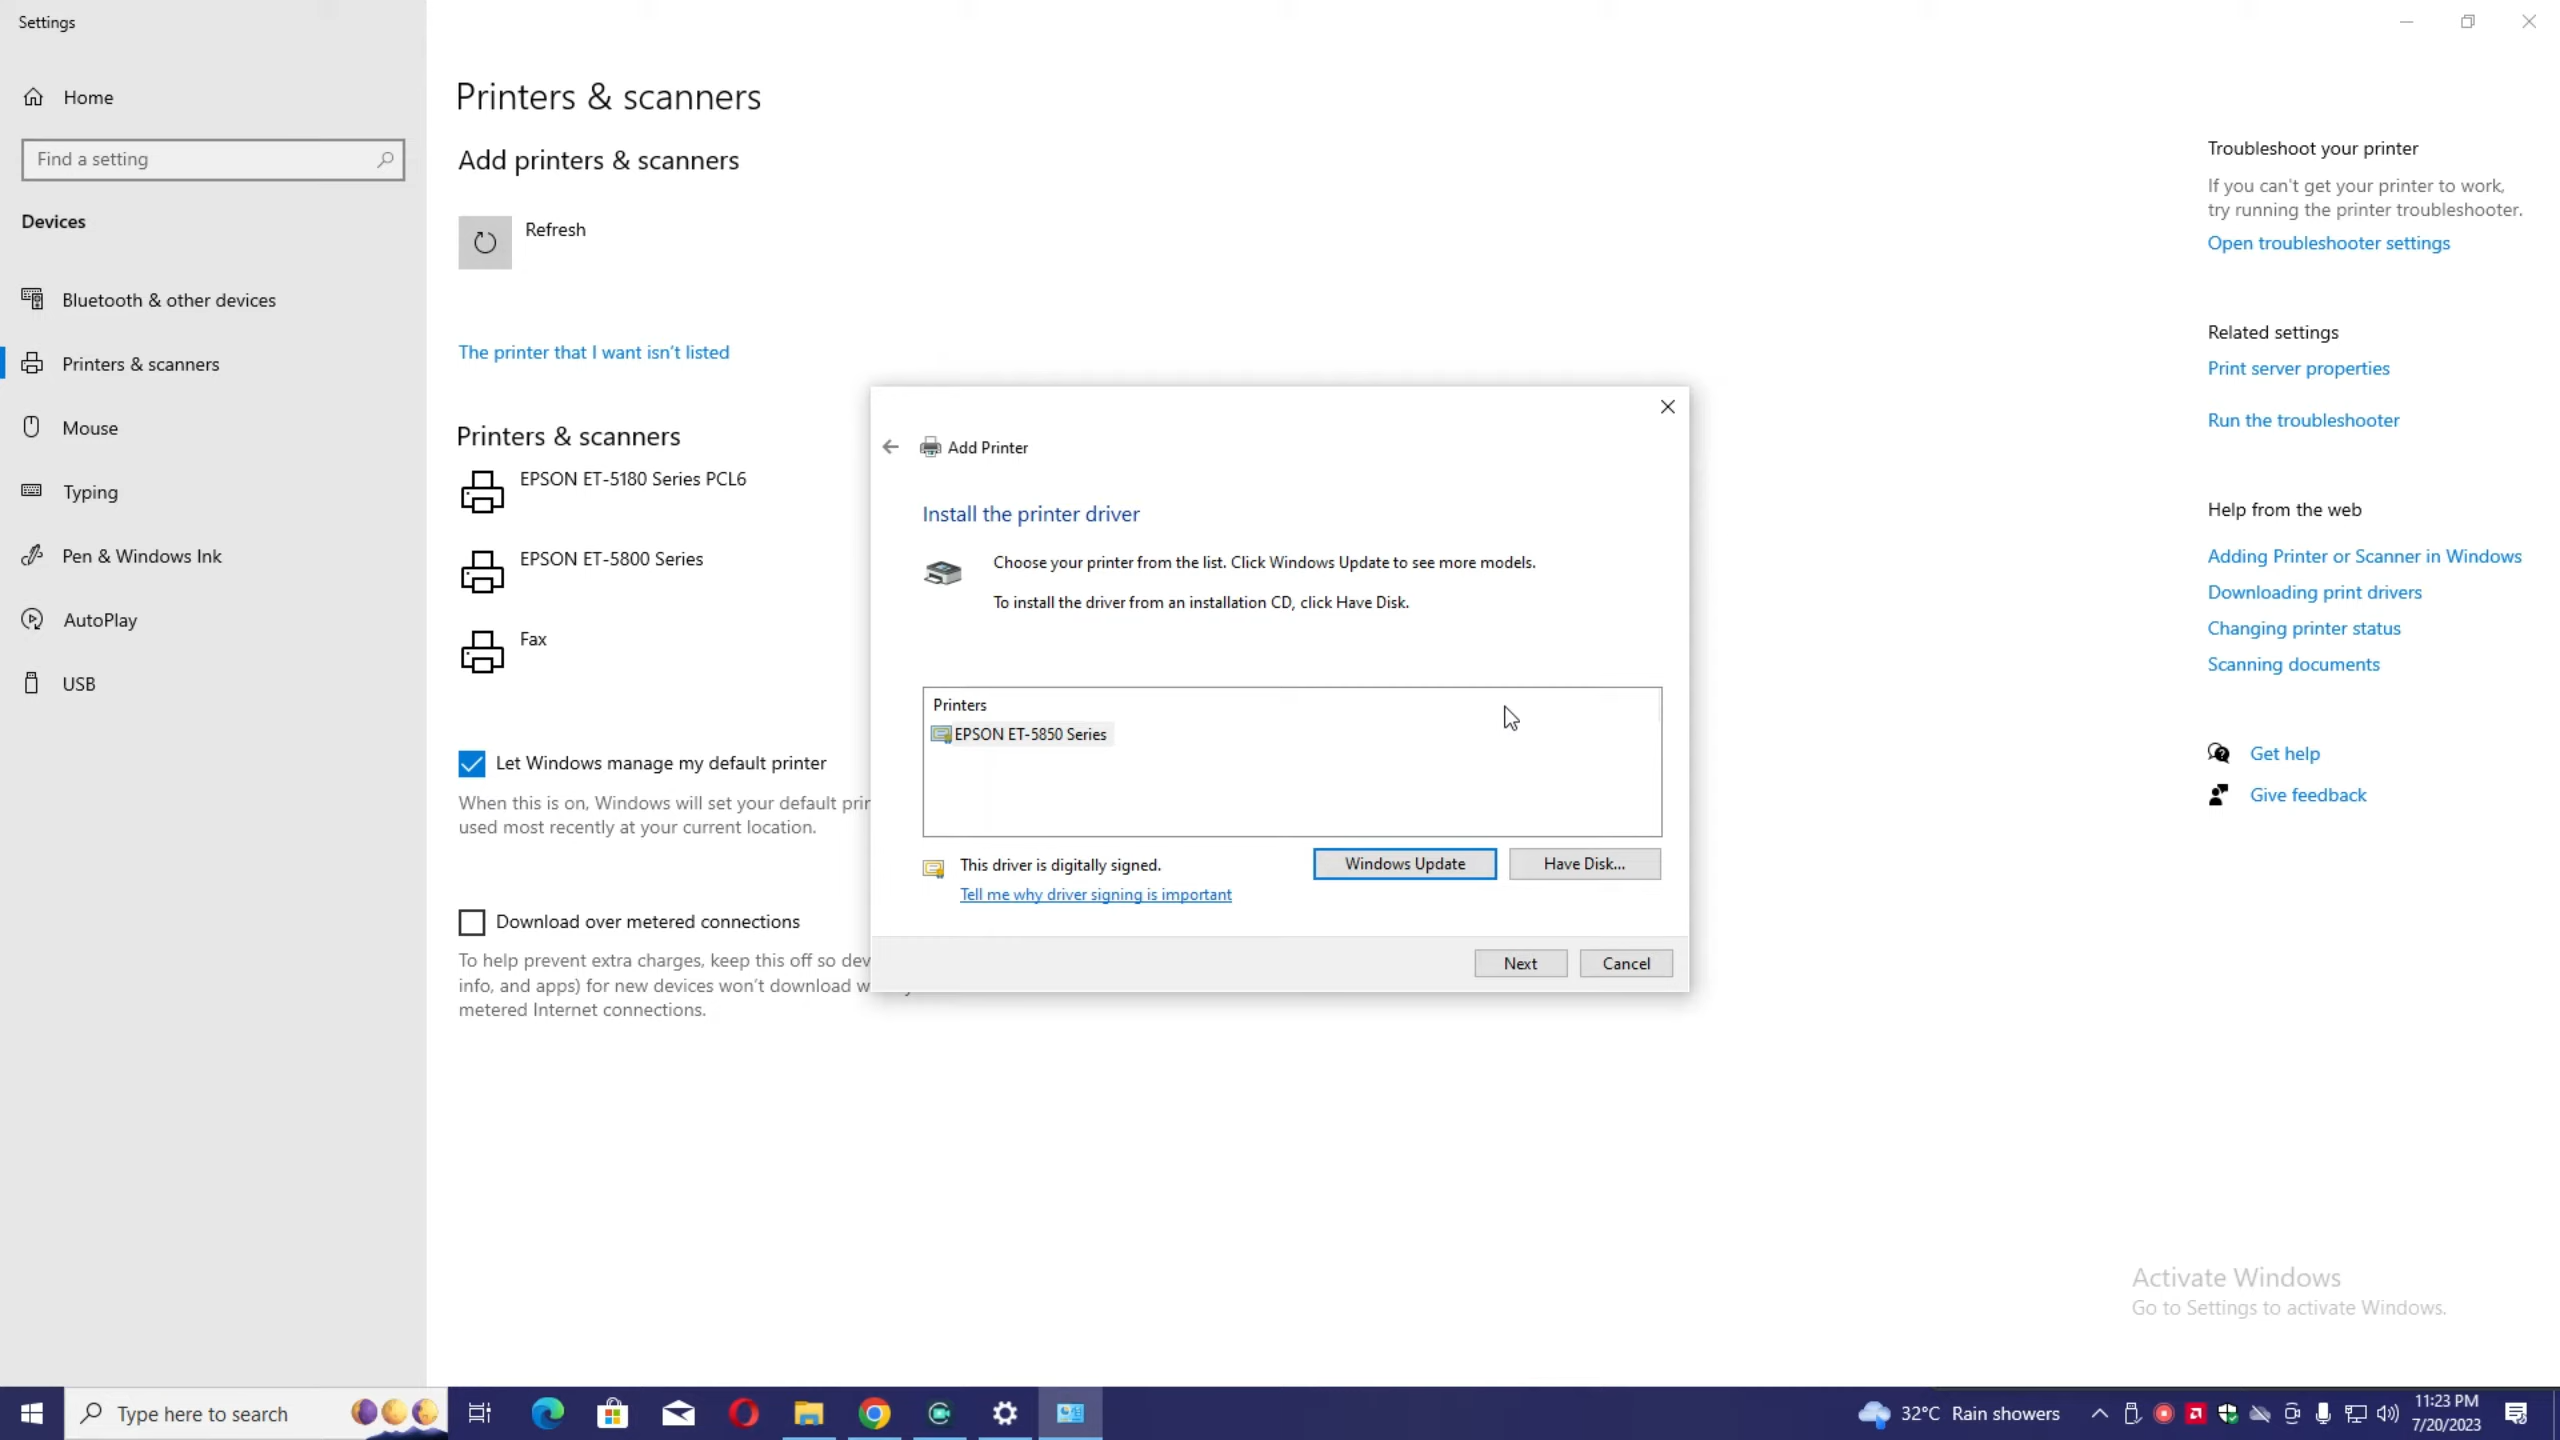 Settings
Home
Find a setting
Devices
Bluetooth & other devices
Printers & scanners
Mouse
Typing
Pen & Windows Ink
AutoPlay
USB
Printers & scanners
Add printers & scanners
Refresh
The printer that I want isn't listed
Printers & scanners
EPSON ET-5180 Series PCL6
EPSON ET-5800 Series
Fax
Let Windows manage my default printer
When this is on, Windows will set your default
used most recently at your current location.
Download over metered connections
To help prevent extra charges, keep this off so
info, and apps) for new devices won't download
metered Internet connections.
Add Printer
Install the printer driver
Choose your printer from the list. Click Windows Update to see more models.
To install the driver from an installation CD, click Have Disk.
Printers
EPSON ET-5850 Series
This driver is digitally signed.
Tell me why driver signing is important
Windows Update
Have Disk...
Next
Cancel
Troubleshoot your printer
If you can't get your printer to work,
try running the printer troubleshooter.
Open troubleshooter settings
Related settings
Print server properties
Run the troubleshooter
Help from the web
Adding Printer or Scanner in Windows
Downloading print drivers
Changing printer status
Scanning documents
Get help
Give feedback
Activate Windows
Go to Settings to activate Windows.
Type here to search
32°C Rain showers
11:23 PM
7/20/2023